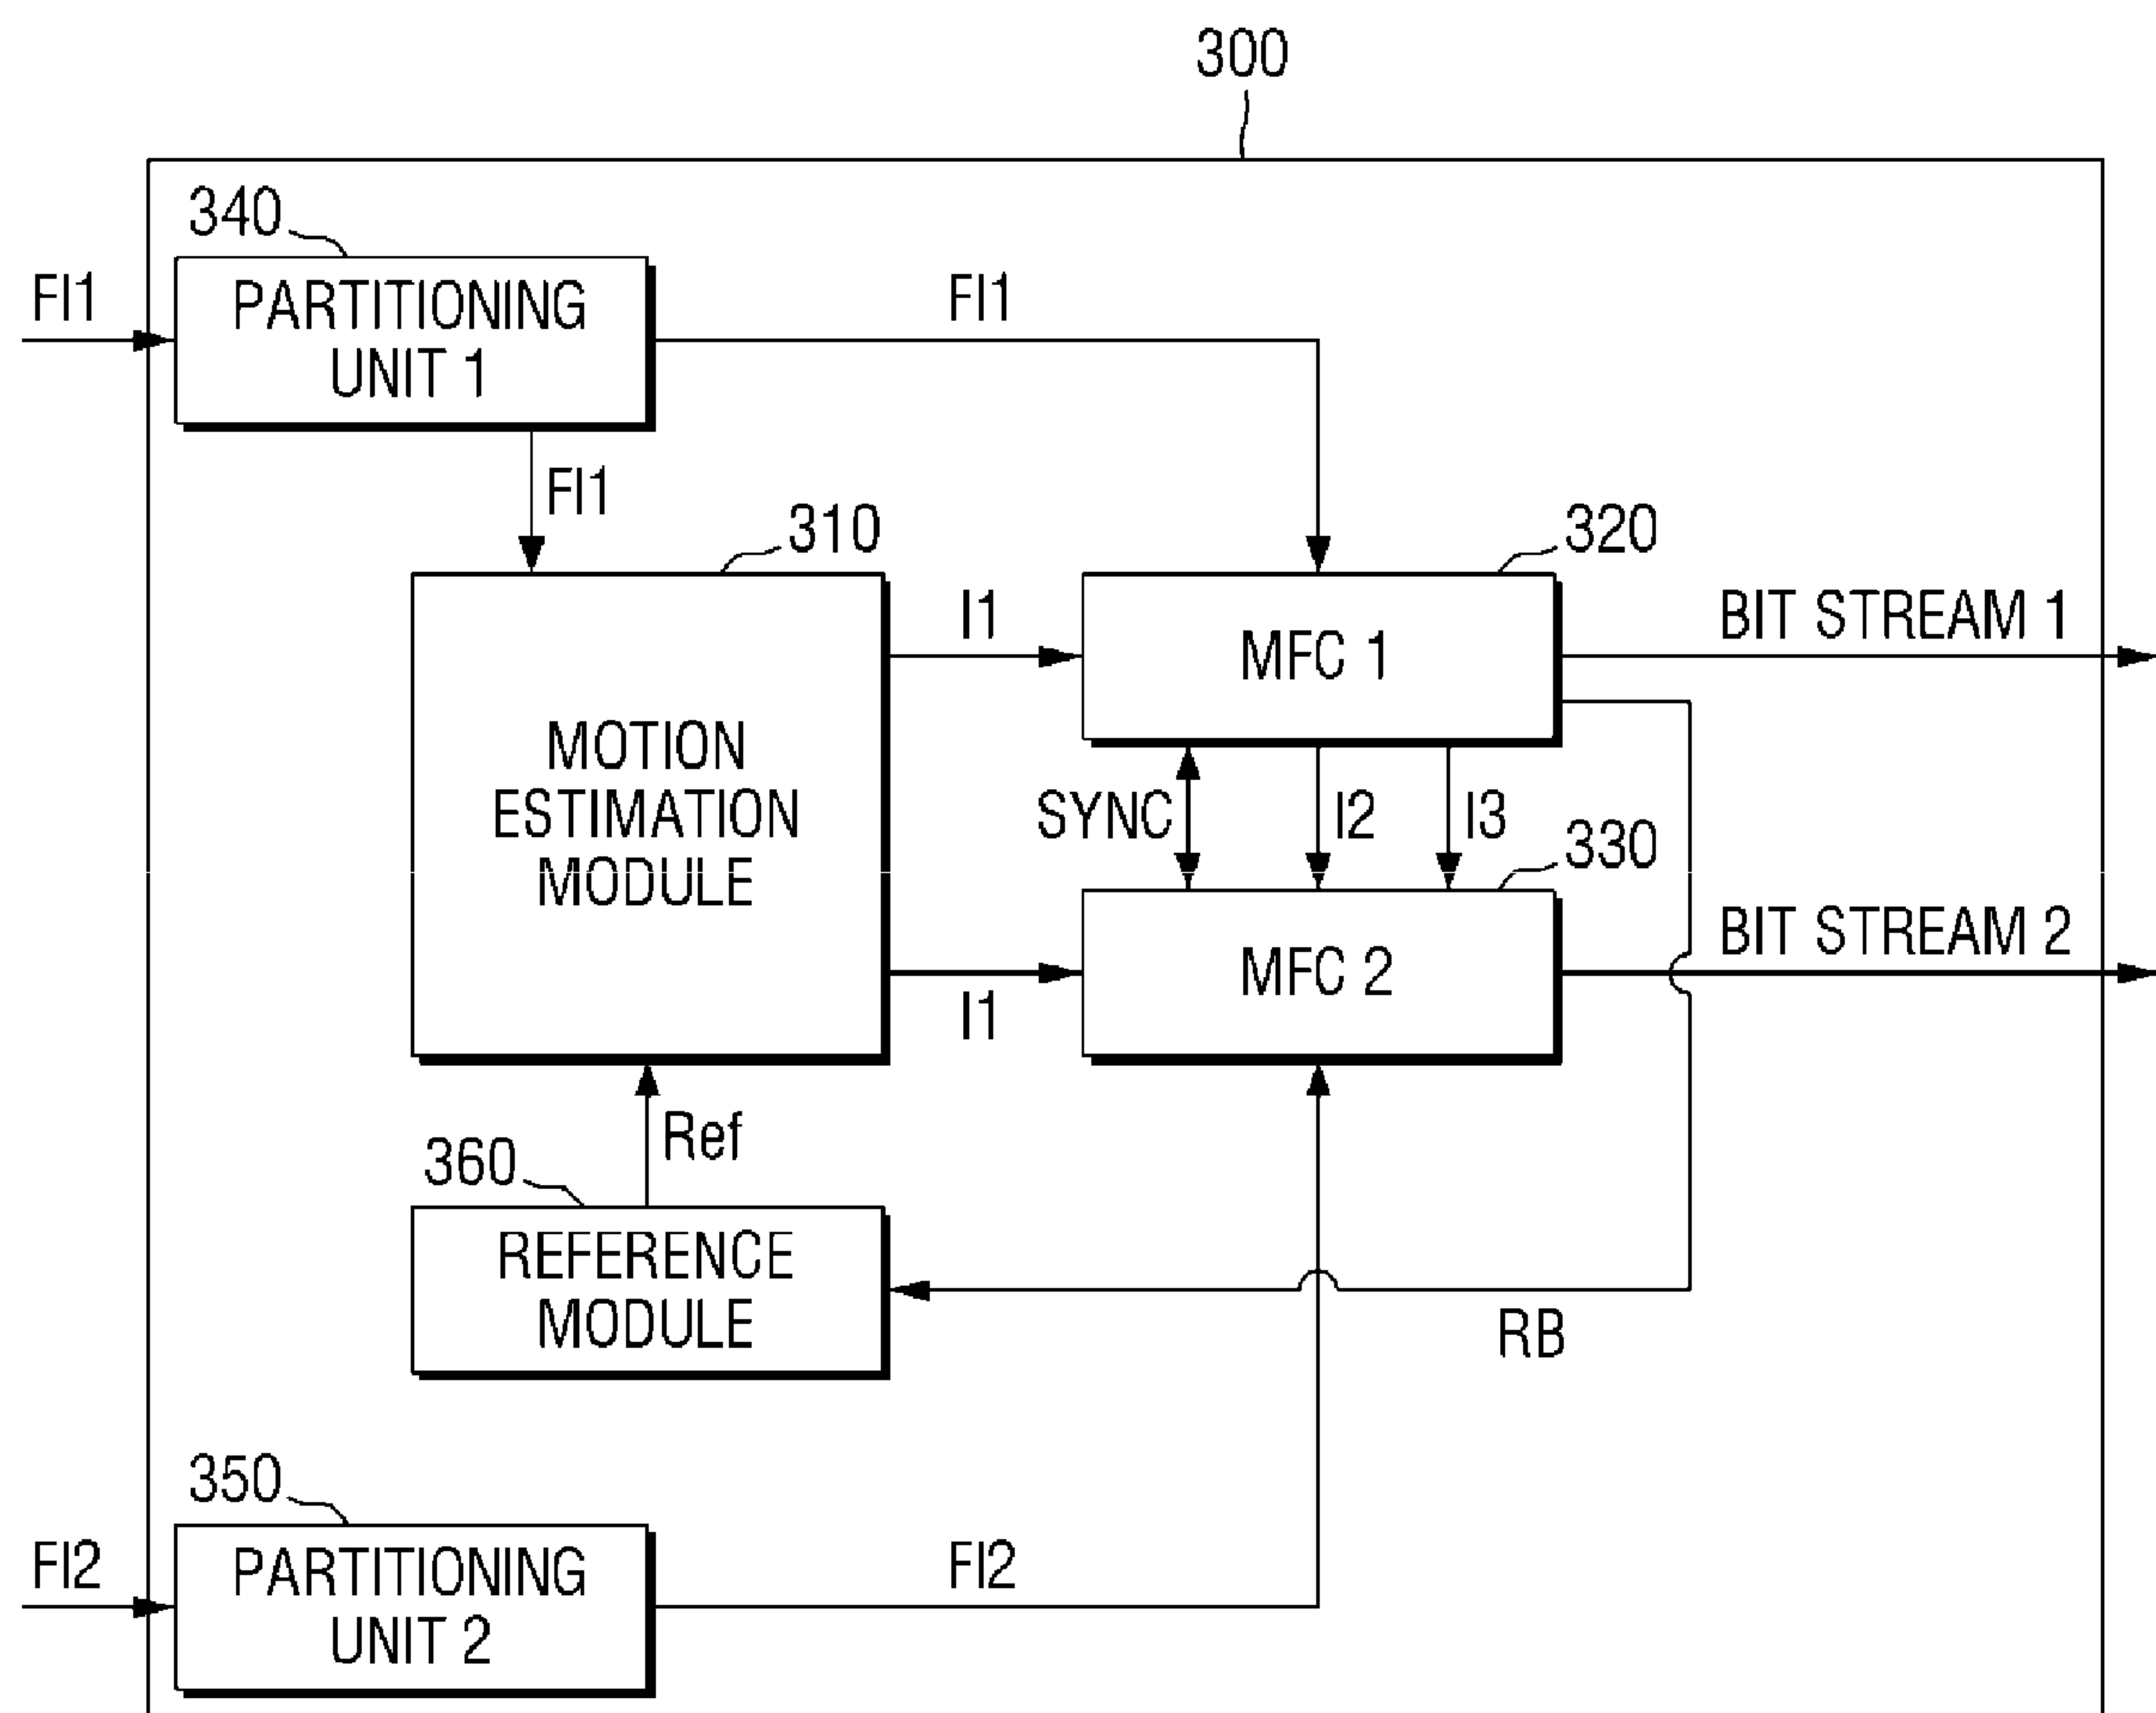 300
340
FI1
PARTITIONING
UNIT 1
FI1
FI1
310
320
I1
MFC 1
BIT STREAM 1
MOTION
ESTIMATION
MODULE
SYNC
I2
I3
330
I1
MFC 2
BIT STREAM 2
Ref
360
REFERENCE
MODULE
RB
350
FI2
PARTITIONING
UNIT 2
FI2